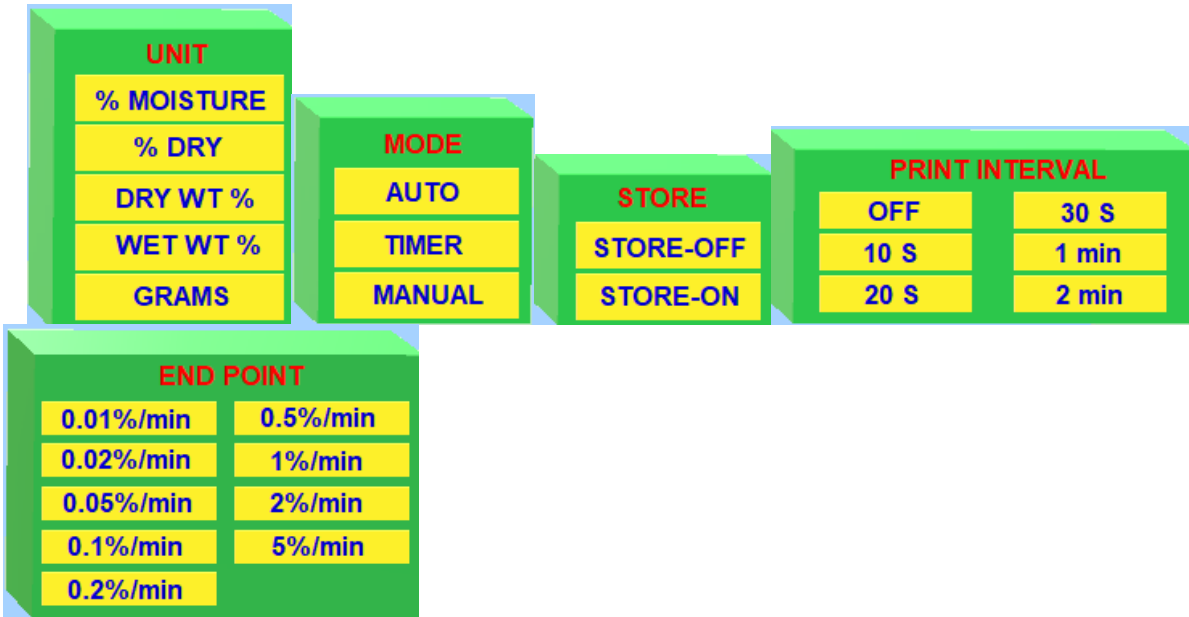 UNIT
% MOISTURE
% DRY
DRY WT %
WET WT %
GRAMS
MODE
AUTO
TIMER
MANUAL
STORE
STORE-OFF
STORE-ON
PRINT INTERVAL
OFF 30 S
10 S 1 min
20 S 2 min
END POINT
0.01%/min 0.5%/min
0.02%/min 1%/min
0.05%/min 2%/min
0.1%/min 5%/min
0.2%/min